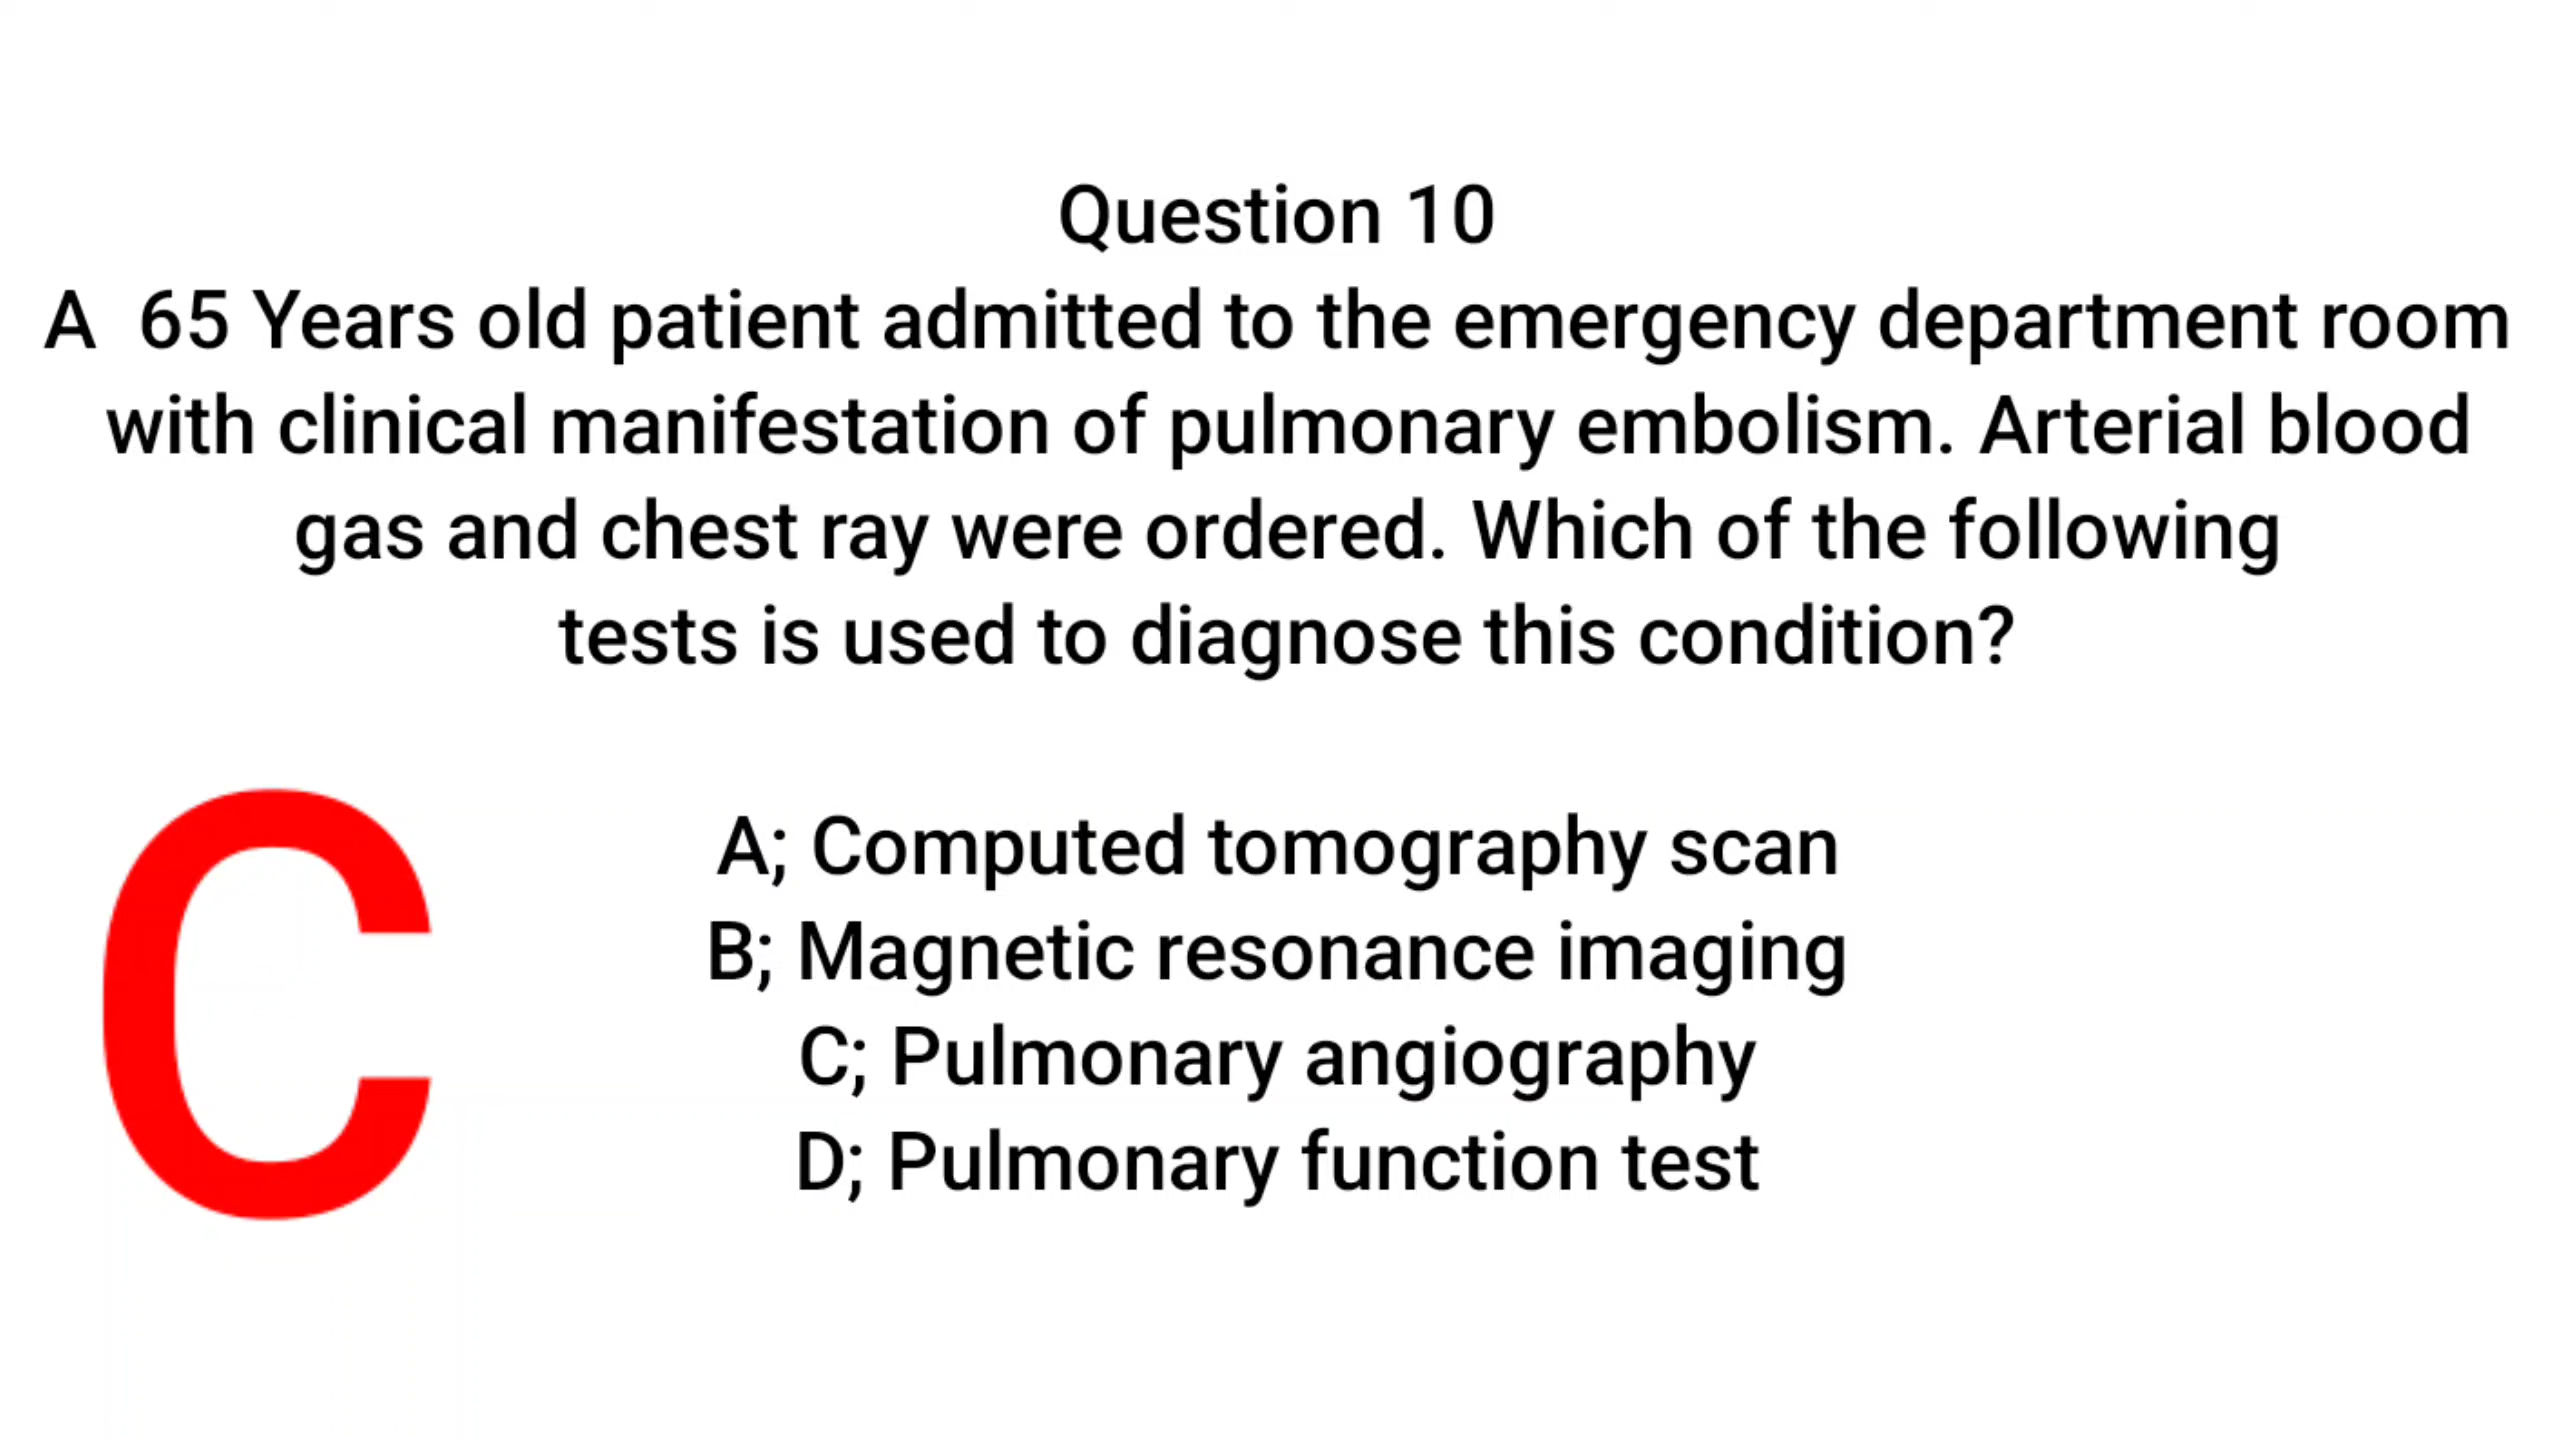 Question 10
A  65 Years old patient admitted to the emergency department room
with clinical manifestation of pulmonary embolism. Arterial blood
gas and chest ray were ordered. Which of the following
tests is used to diagnose this condition?
A; Computed tomography scan
B; Magnetic resonance imaging
C; Pulmonary angiography
D; Pulmonary function test
C